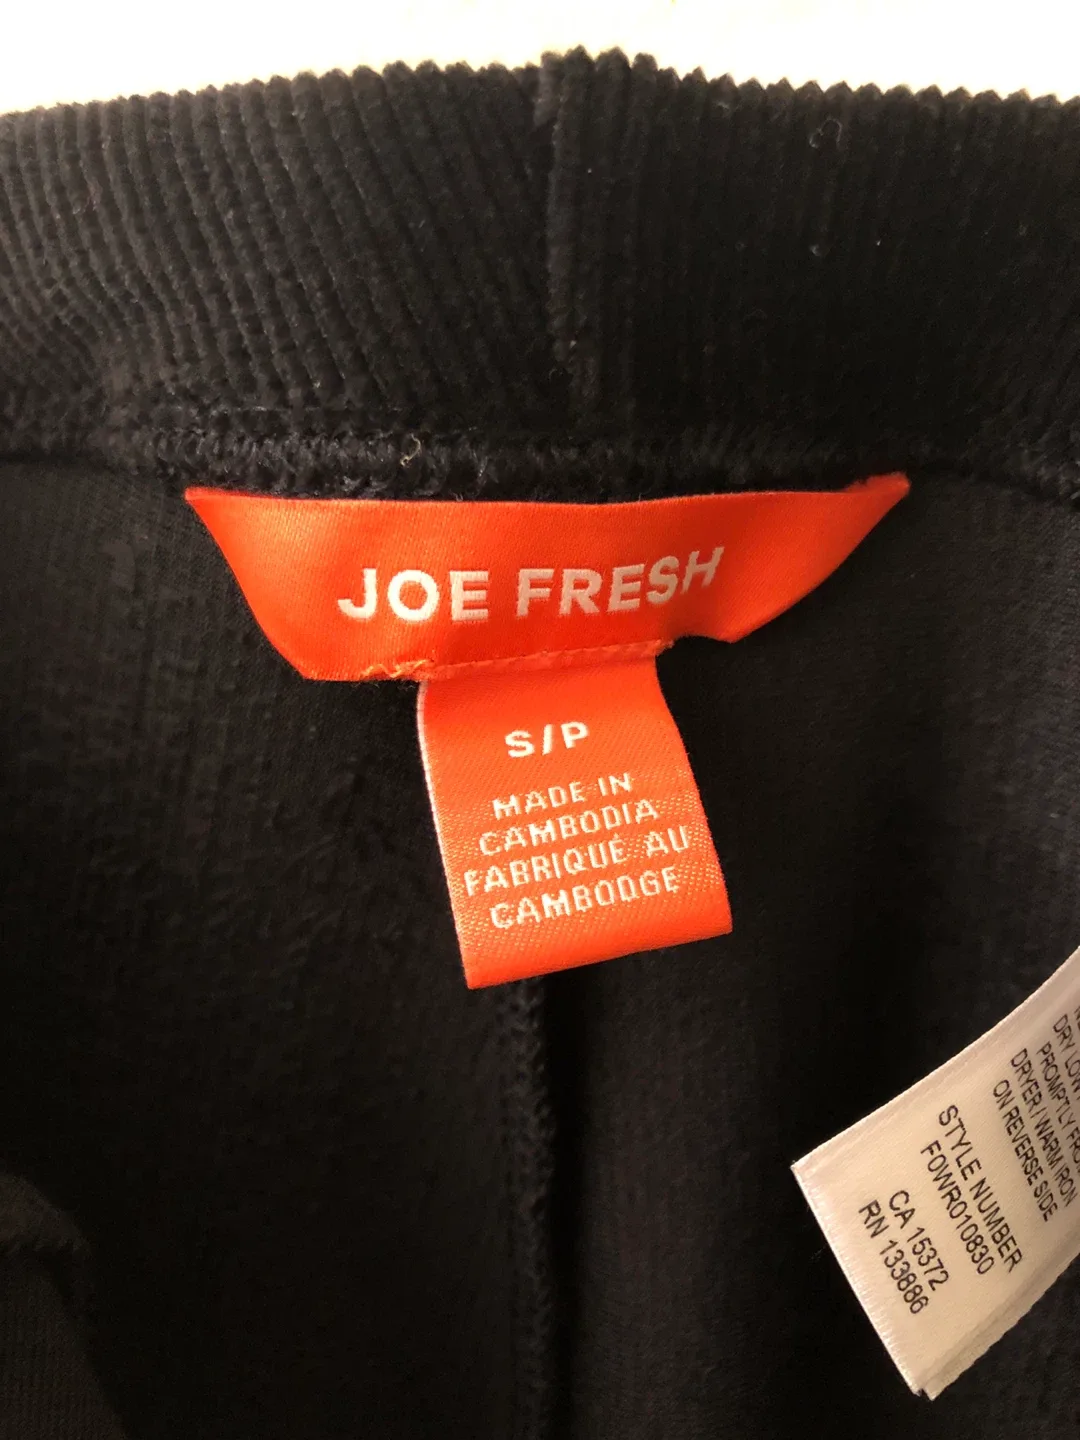 JOE FRESH
S/P
MADE IN
CAMBODIA
FABRIQUÉ AU
CAMBODGE
DRY LOW
PROMPTLY
DRYER/WARM IRON
ON REVERSE SIDE
STYLE NUMBER
F0WR010830
CA 15372
RN 133886